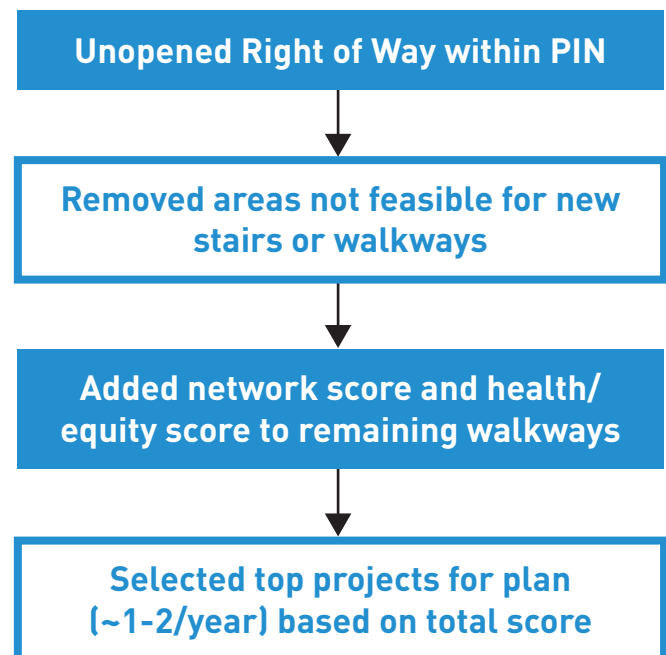 Unopened Right of Way within PIN
Removed areas not feasible for new
stairs or walkways
Added network score and health/
equity score to remaining walkways
Selected top projects for plan
(~1-2/year) based on total score